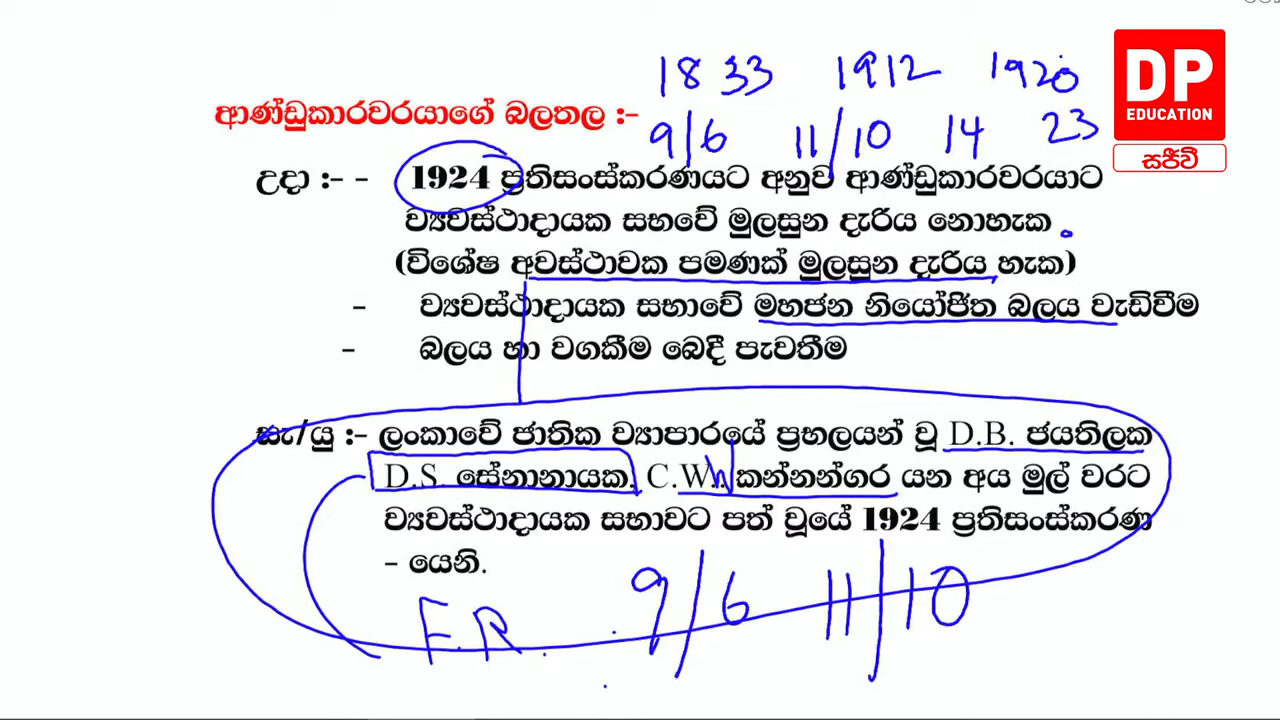 1833 1912 1920
DP
EDUCATION
සජීවී
ආණ්ඩුකාරවරයාගේ බලතල :-
9/6 11/10 14 23
උදා :- - 1924 ප්‍රතිසංස්කරණයට අනුව ආණ්ඩුකාරවරයාට
ව්‍යවස්ථාදායක සභවේ මුලසුන දැරිය නොහැක
(විශේෂ අවස්ථාවක පමණක් මුලසුන දැරිය හැක)
- ව්‍යවස්ථාදායක සභාවේ මහජන නියෝජිත බලය වැඩිවීම
- බලය හා වගකීම බෙදී පැවතීම
සැ/යු :- ලංකාවේ ජාතික ව්‍යාපාරයේ ප්‍රභලයන් වූ D.B. ජයතිලක
D.S. සේනානායක, C.W.W. කන්නන්ගර යන අය මුල් වරට
ව්‍යවස්ථාදායක සභාවට පත් වූයේ 1924 ප්‍රතිසංස්කරණ
- යෙනි.
F.R. 9/6 11/10